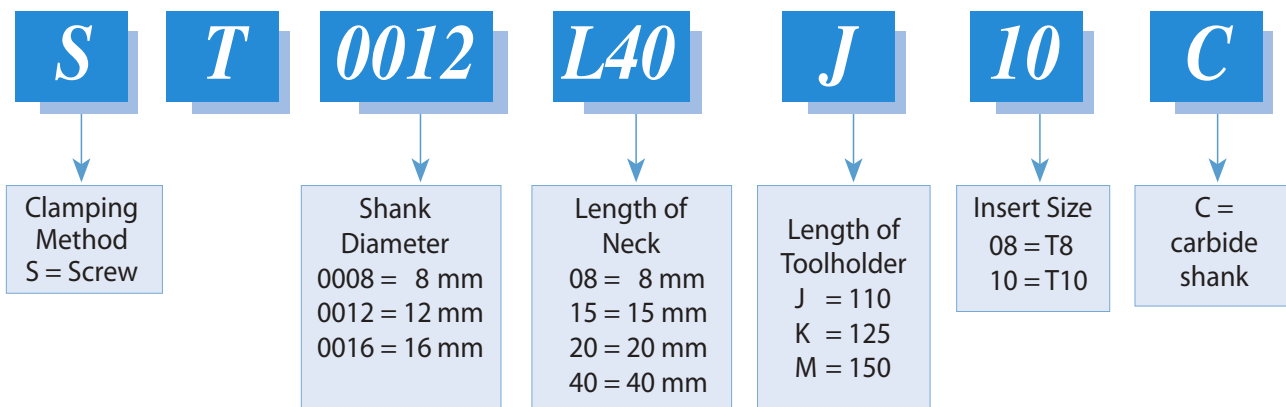 S T 0012 L40 J 10 C
Clamping
Method
S = Screw
Shank
Diameter
0008 = 8 mm
0012 = 12 mm
0016 = 16 mm
Length of
Neck
08 = 8 mm
15 = 15 mm
20 = 20 mm
40 = 40 mm
Length of
Toolholder
J = 110
K = 125
M = 150
Insert Size
08 = T8
10 = T10
C =
carbide
shank